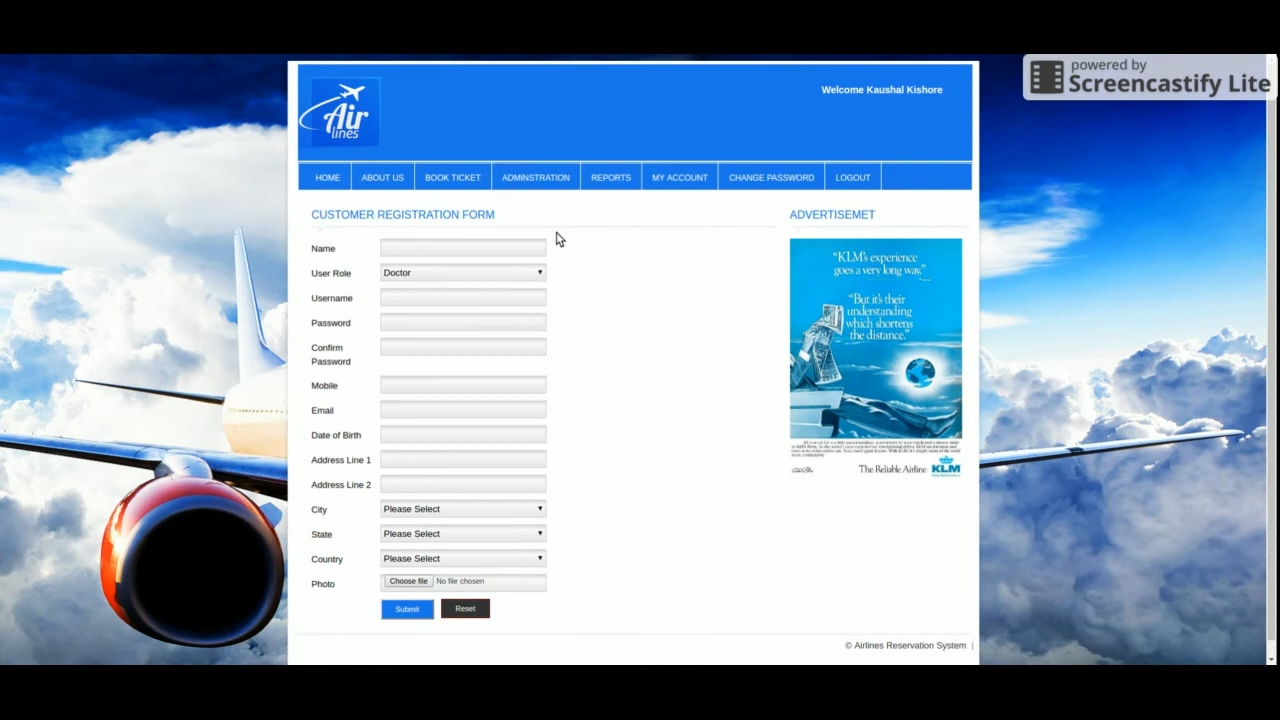 powered by
Screencastify Lite
Air
lines
Welcome Kaushal Kishore
HOME ABOUT US BOOK TICKET ADMINSTRATION REPORTS MY ACCOUNT CHANGE PASSWORD LOGOUT
CUSTOMER REGISTRATION FORM
Name
User Role Doctor
Username
Password
Confirm
Password
Mobile
Email
Date of Birth
Address Line 1
Address Line 2
City Please Select
State Please Select
Country Please Select
Photo Choose file No file chosen
Submit Reset
ADVERTISEMET
“KLM's experience
goes a very long way.”
“But it's their
understanding
which shortens
the distance.”
The Reliable Airline KLM
© Airlines Reservation System |